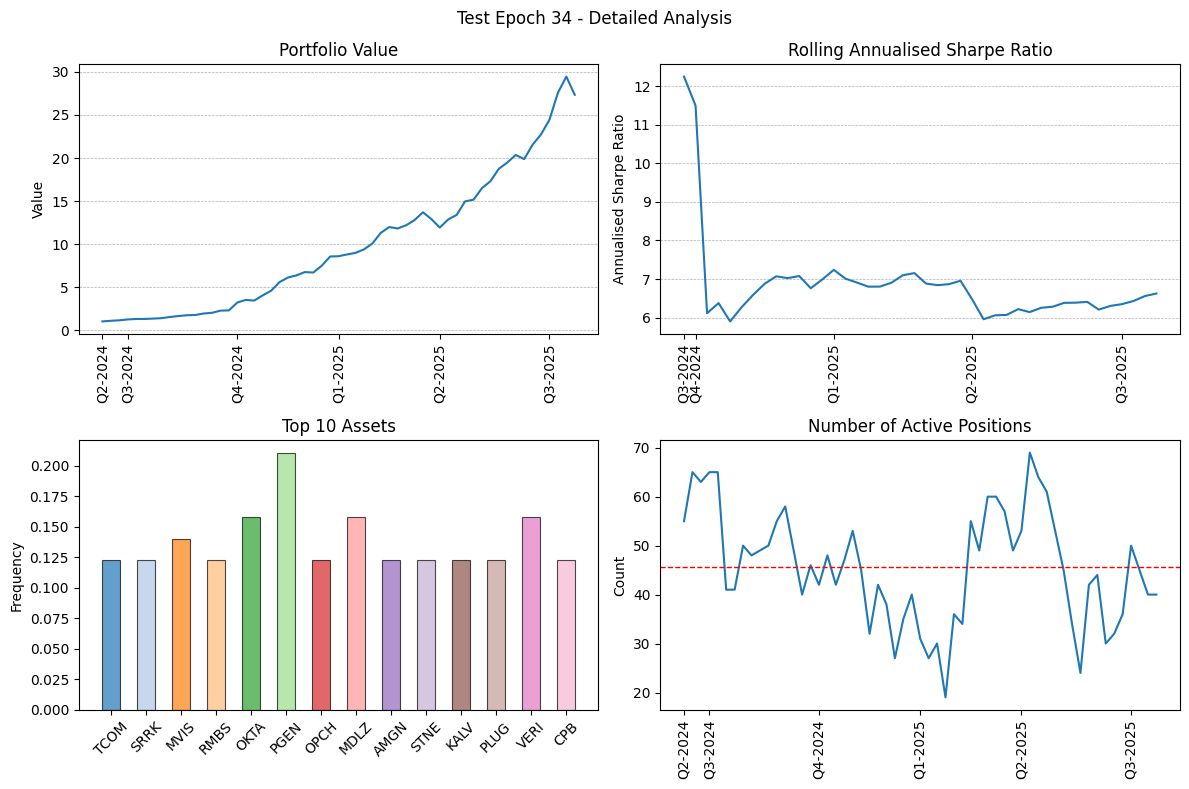 Test Epoch 34 - Detailed Analysis
Portfolio Value
Value
30
25
20
15
10
5
0
Q2-2024
Q3-2024
Q4-2024
Q1-2025
Q2-2025
Q3-2025
Rolling Annualised Sharpe Ratio
Annualised Sharpe Ratio
12
11
10
9
8
7
6
Q3-2024
Q4-2024
Q1-2025
Q2-2025
Q3-2025
Top 10 Assets
Frequency
0.200
0.175
0.150
0.125
0.100
0.075
0.050
0.025
0.000
TCOM
SRRK
MVIS
RMBS
OKTA
PGEN
OPCH
MDLZ
AMGN
STNE
KALV
PLUG
VERI
CPB
Number of Active Positions
Count
70
60
50
40
30
20
Q2-2024
Q3-2024
Q4-2024
Q1-2025
Q2-2025
Q3-2025